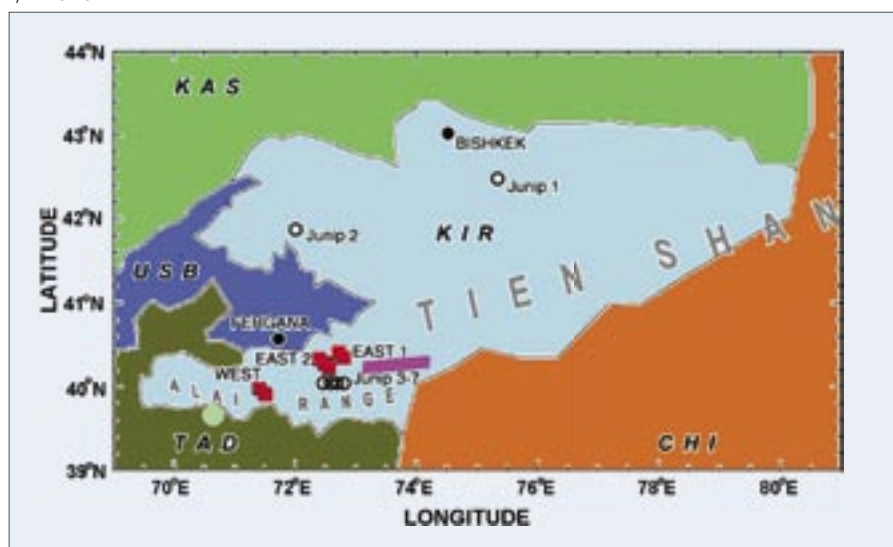 44°N
KAS
43°N
BISHKEK
Junip 1
42°N
Junip 2
KIR
LATITUDE
TIEN SHAN
USB
41°N
FERGANA
EAST 2 EAST 1
WEST
Junip 3-7
40°N
ALAI RANGE
TAD
CHI
39°N
70°E 72°E 74°E 76°E 78°E 80°E
LONGITUDE